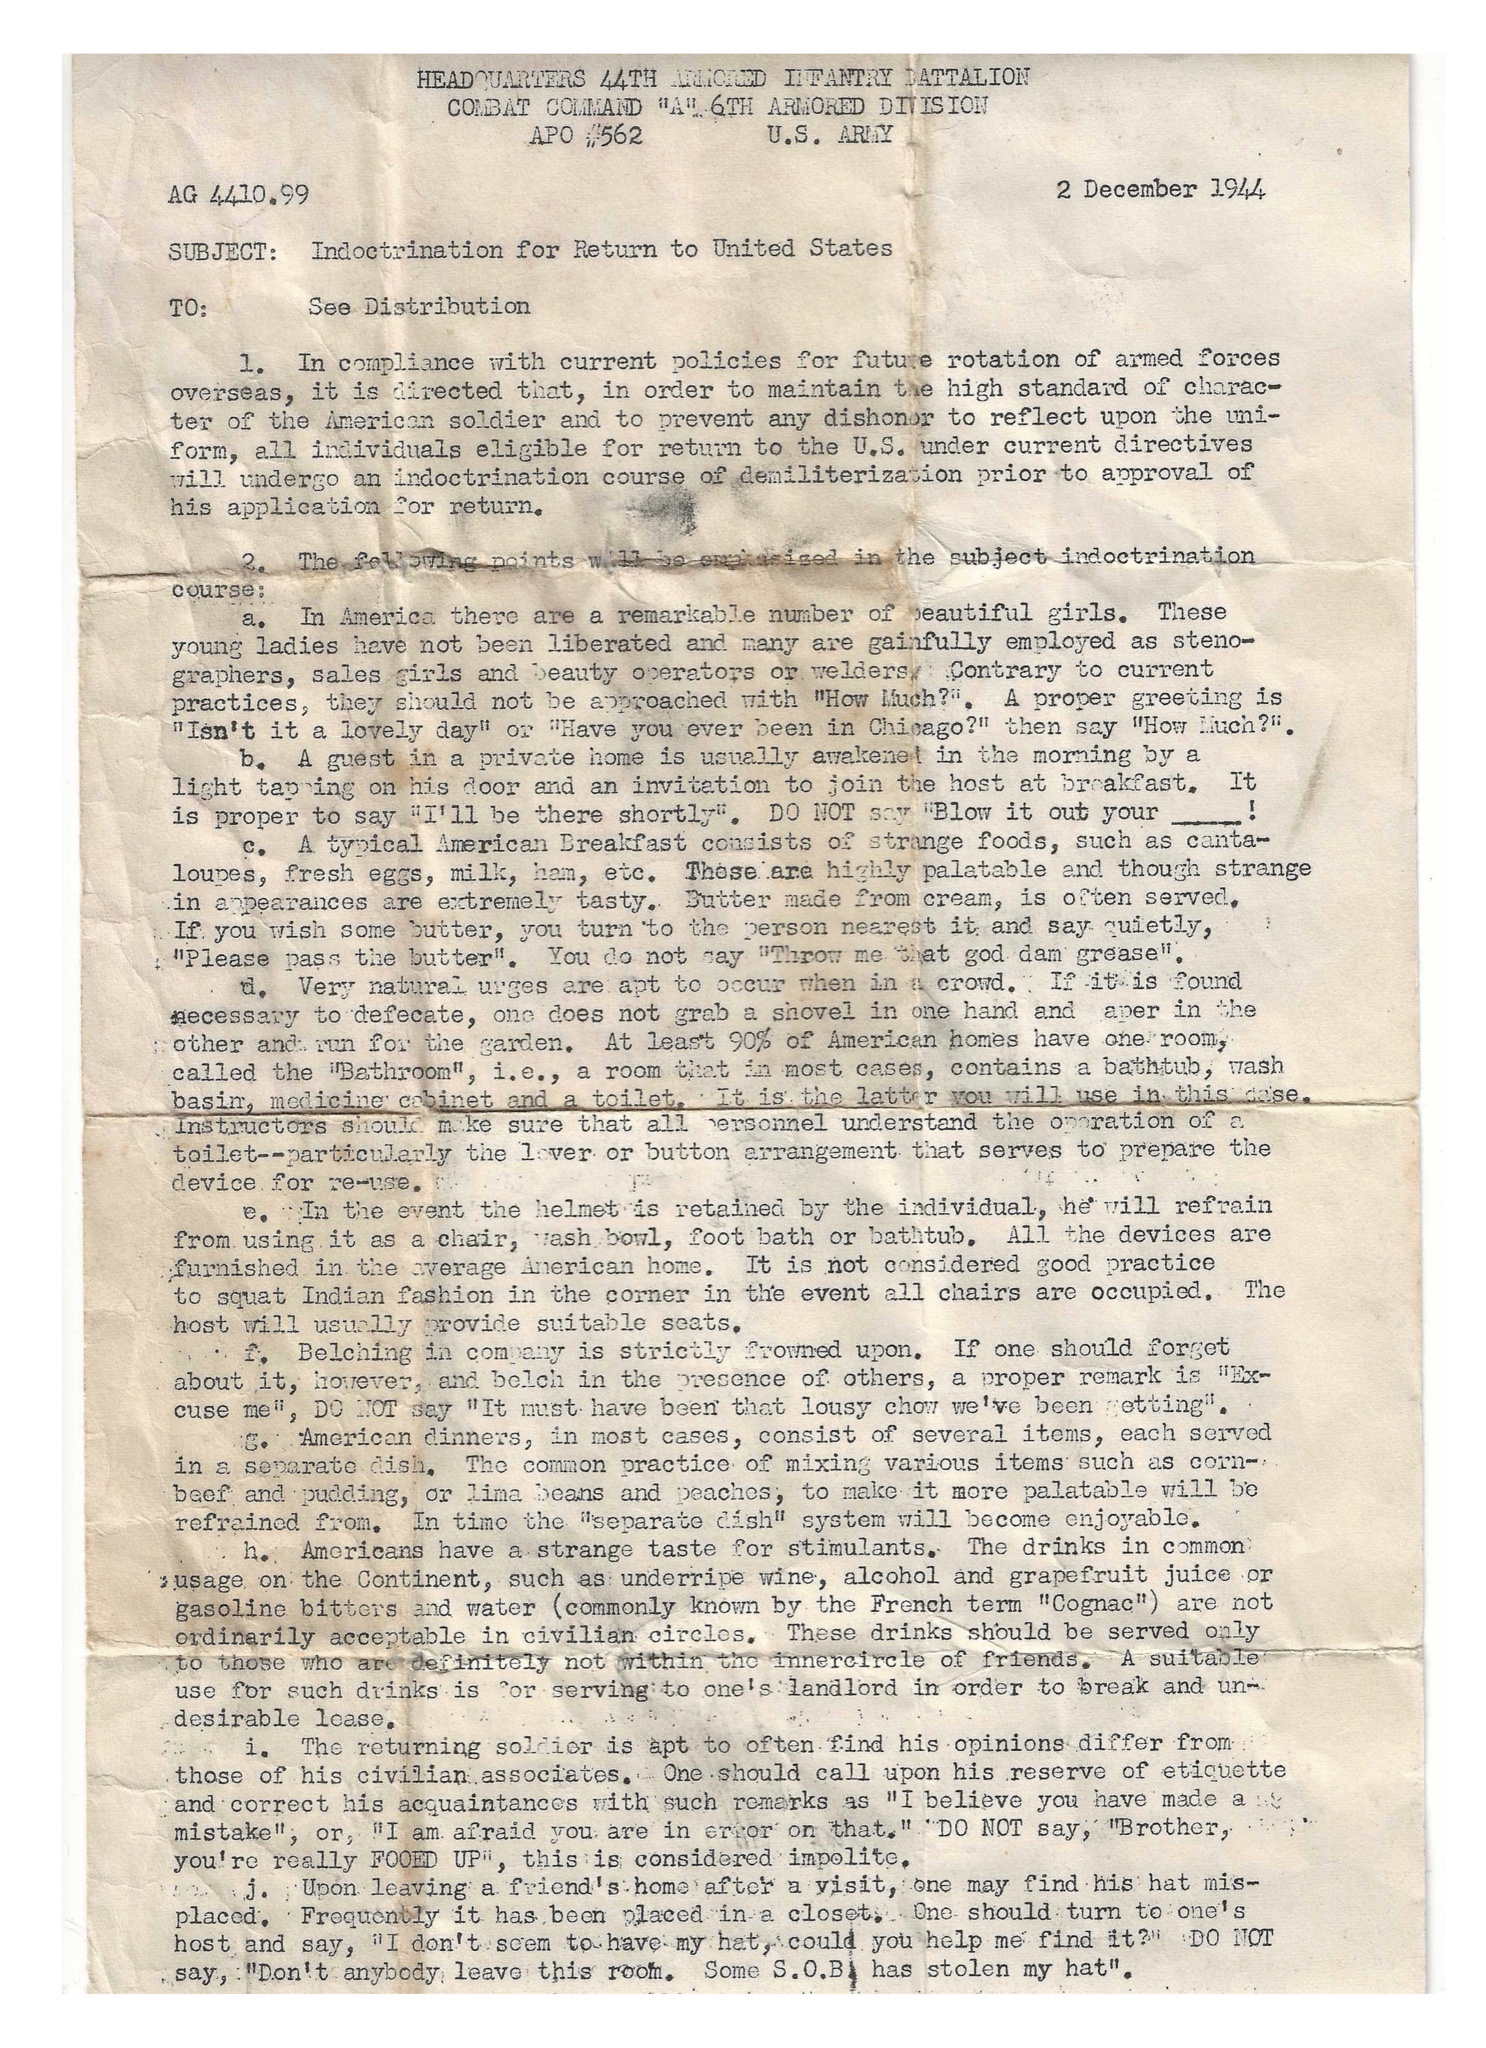 HEADQUARTERS 44TH ARMORED INFANTRY BATTALION
COMBAT COMMAND "A" 6TH ARMORED DIVISION
APO #562 U.S. ARMY
AG 4410.99 2 December 1944
SUBJECT: Indoctrination for Return to United States
TO: See Distribution
1. In compliance with current policies for future rotation of armed forces
overseas, it is directed that, in order to maintain the high standard of charac-
ter of the American soldier and to prevent any dishonor to reflect upon the uni-
form, all individuals eligible for return to the U.S. under current directives
will undergo an indoctrination course of demiliterization prior to approval of
his application for return.
2. The following points will be emphasized in the subject indoctrination
course:
a. In America there are a remarkable number of beautiful girls. These
young ladies have not been liberated and many are gainfully employed as steno-
graphers, sales girls and beauty operators or welders. Contrary to current
practices, they should not be approached with "How Much?". A proper greeting is
"Isn't it a lovely day" or "Have you ever been in Chicago?" then say "How Much?".
b. A guest in a private home is usually awakened in the morning by a
light tapping on his door and an invitation to join the host at breakfast. It
is proper to say "I'll be there shortly". DO NOT say "Blow it out your _____!
c. A typical American Breakfast consists of strange foods, such as canta-
loupes, fresh eggs, milk, ham, etc. These are highly palatable and though strange
in appearances are extremely tasty. Butter made from cream, is often served.
If you wish some butter, you turn to the person nearest it and say quietly,
"Please pass the butter". You do not say "Throw me that god dam grease".
d. Very natural urges are apt to occur when in a crowd. If it is found
necessary to defecate, one does not grab a shovel in one hand and aper in the
other and run for the garden. At least 90% of American homes have one room,
called the "Bathroom", i.e., a room that in most cases, contains a bathtub, wash
basin, medicine cabinet and a toilet. It is the latter you will use in this case.
Instructors should make sure that all personnel understand the operation of a
toilet--particularly the lever or button arrangement that serves to prepare the
device for re-use.
e. In the event the helmet is retained by the individual, he will refrain
from using it as a chair, wash bowl, foot bath or bathtub. All the devices are
furnished in the average American home. It is not considered good practice
to squat Indian fashion in the corner in the event all chairs are occupied. The
host will usually provide suitable seats.
f. Belching in company is strictly frowned upon. If one should forget
about it, however, and belch in the presence of others, a proper remark is "Ex-
cuse me", DO NOT say "It must have been that lousy chow we've been getting".
g. American dinners, in most cases, consist of several items, each served
in a separate dish. The common practice of mixing various items such as corn-
beef and pudding, or lima beans and peaches, to make it more palatable will be
refrained from. In time the "separate dish" system will become enjoyable.
h. Americans have a strange taste for stimulants. The drinks in common
usage on the Continent, such as underripe wine, alcohol and grapefruit juice or
gasoline bitters and water (commonly known by the French term "Cognac") are not
ordinarily acceptable in civilian circles. These drinks should be served only
to those who are definitely not within the innercircle of friends. A suitable
use for such drinks is for serving to one's landlord in order to break and un-
desirable lease.
i. The returning soldier is apt to often find his opinions differ from
those of his civilian associates. One should call upon his reserve of etiquette
and correct his acquaintances with such remarks as "I believe you have made a
mistake", or, "I am afraid you are in error on that." DO NOT say, "Brother,
you're really FOOED UP", this is considered impolite.
j. Upon leaving a friend's home after a visit, one may find his hat mis-
placed. Frequently it has been placed in a closet. One should turn to one's
host and say, "I don't seem to have my hat, could you help me find it?" DO NOT
say, "Don't anybody leave this room. Some S.O.B. has stolen my hat".